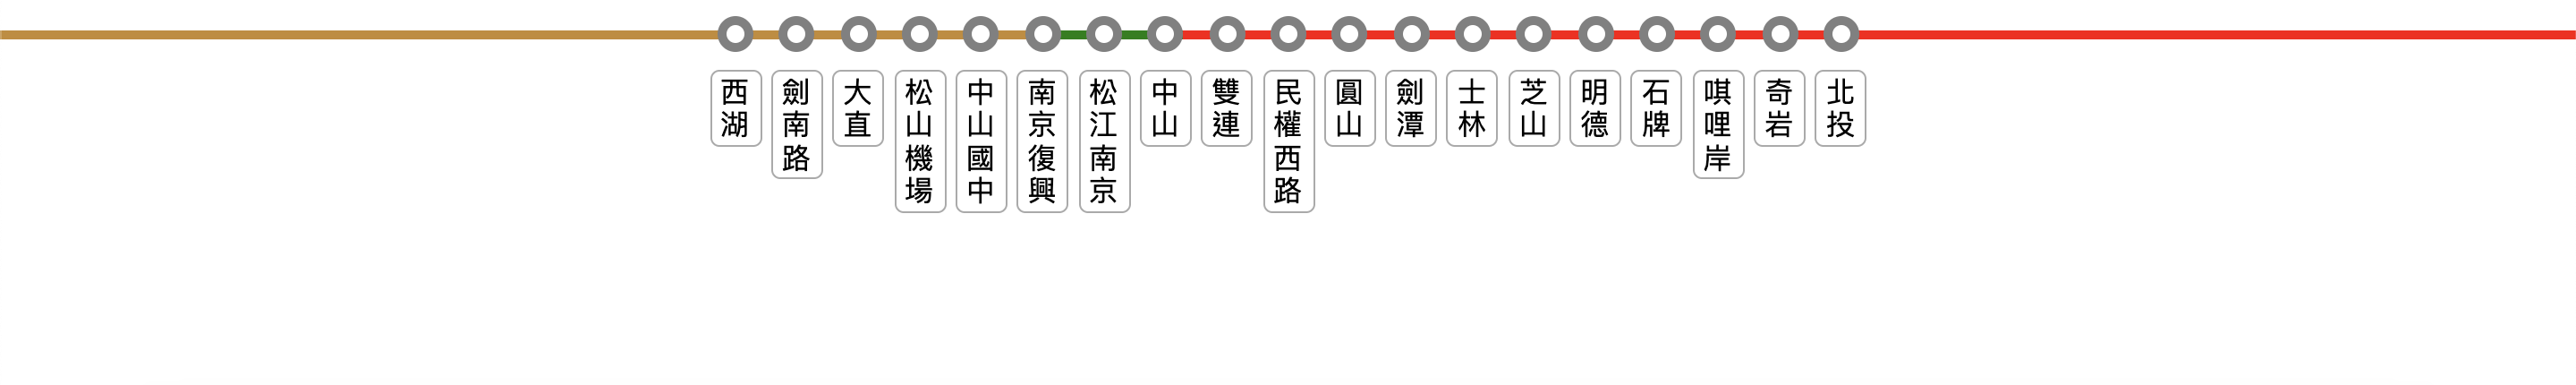 西湖
劍南路
大直
松山機場
中山國中
南京復興
松江南京
中山
雙連
民權西路
圓山
劍潭
士林
芝山
明德
石牌
唭哩岸
奇岩
北投